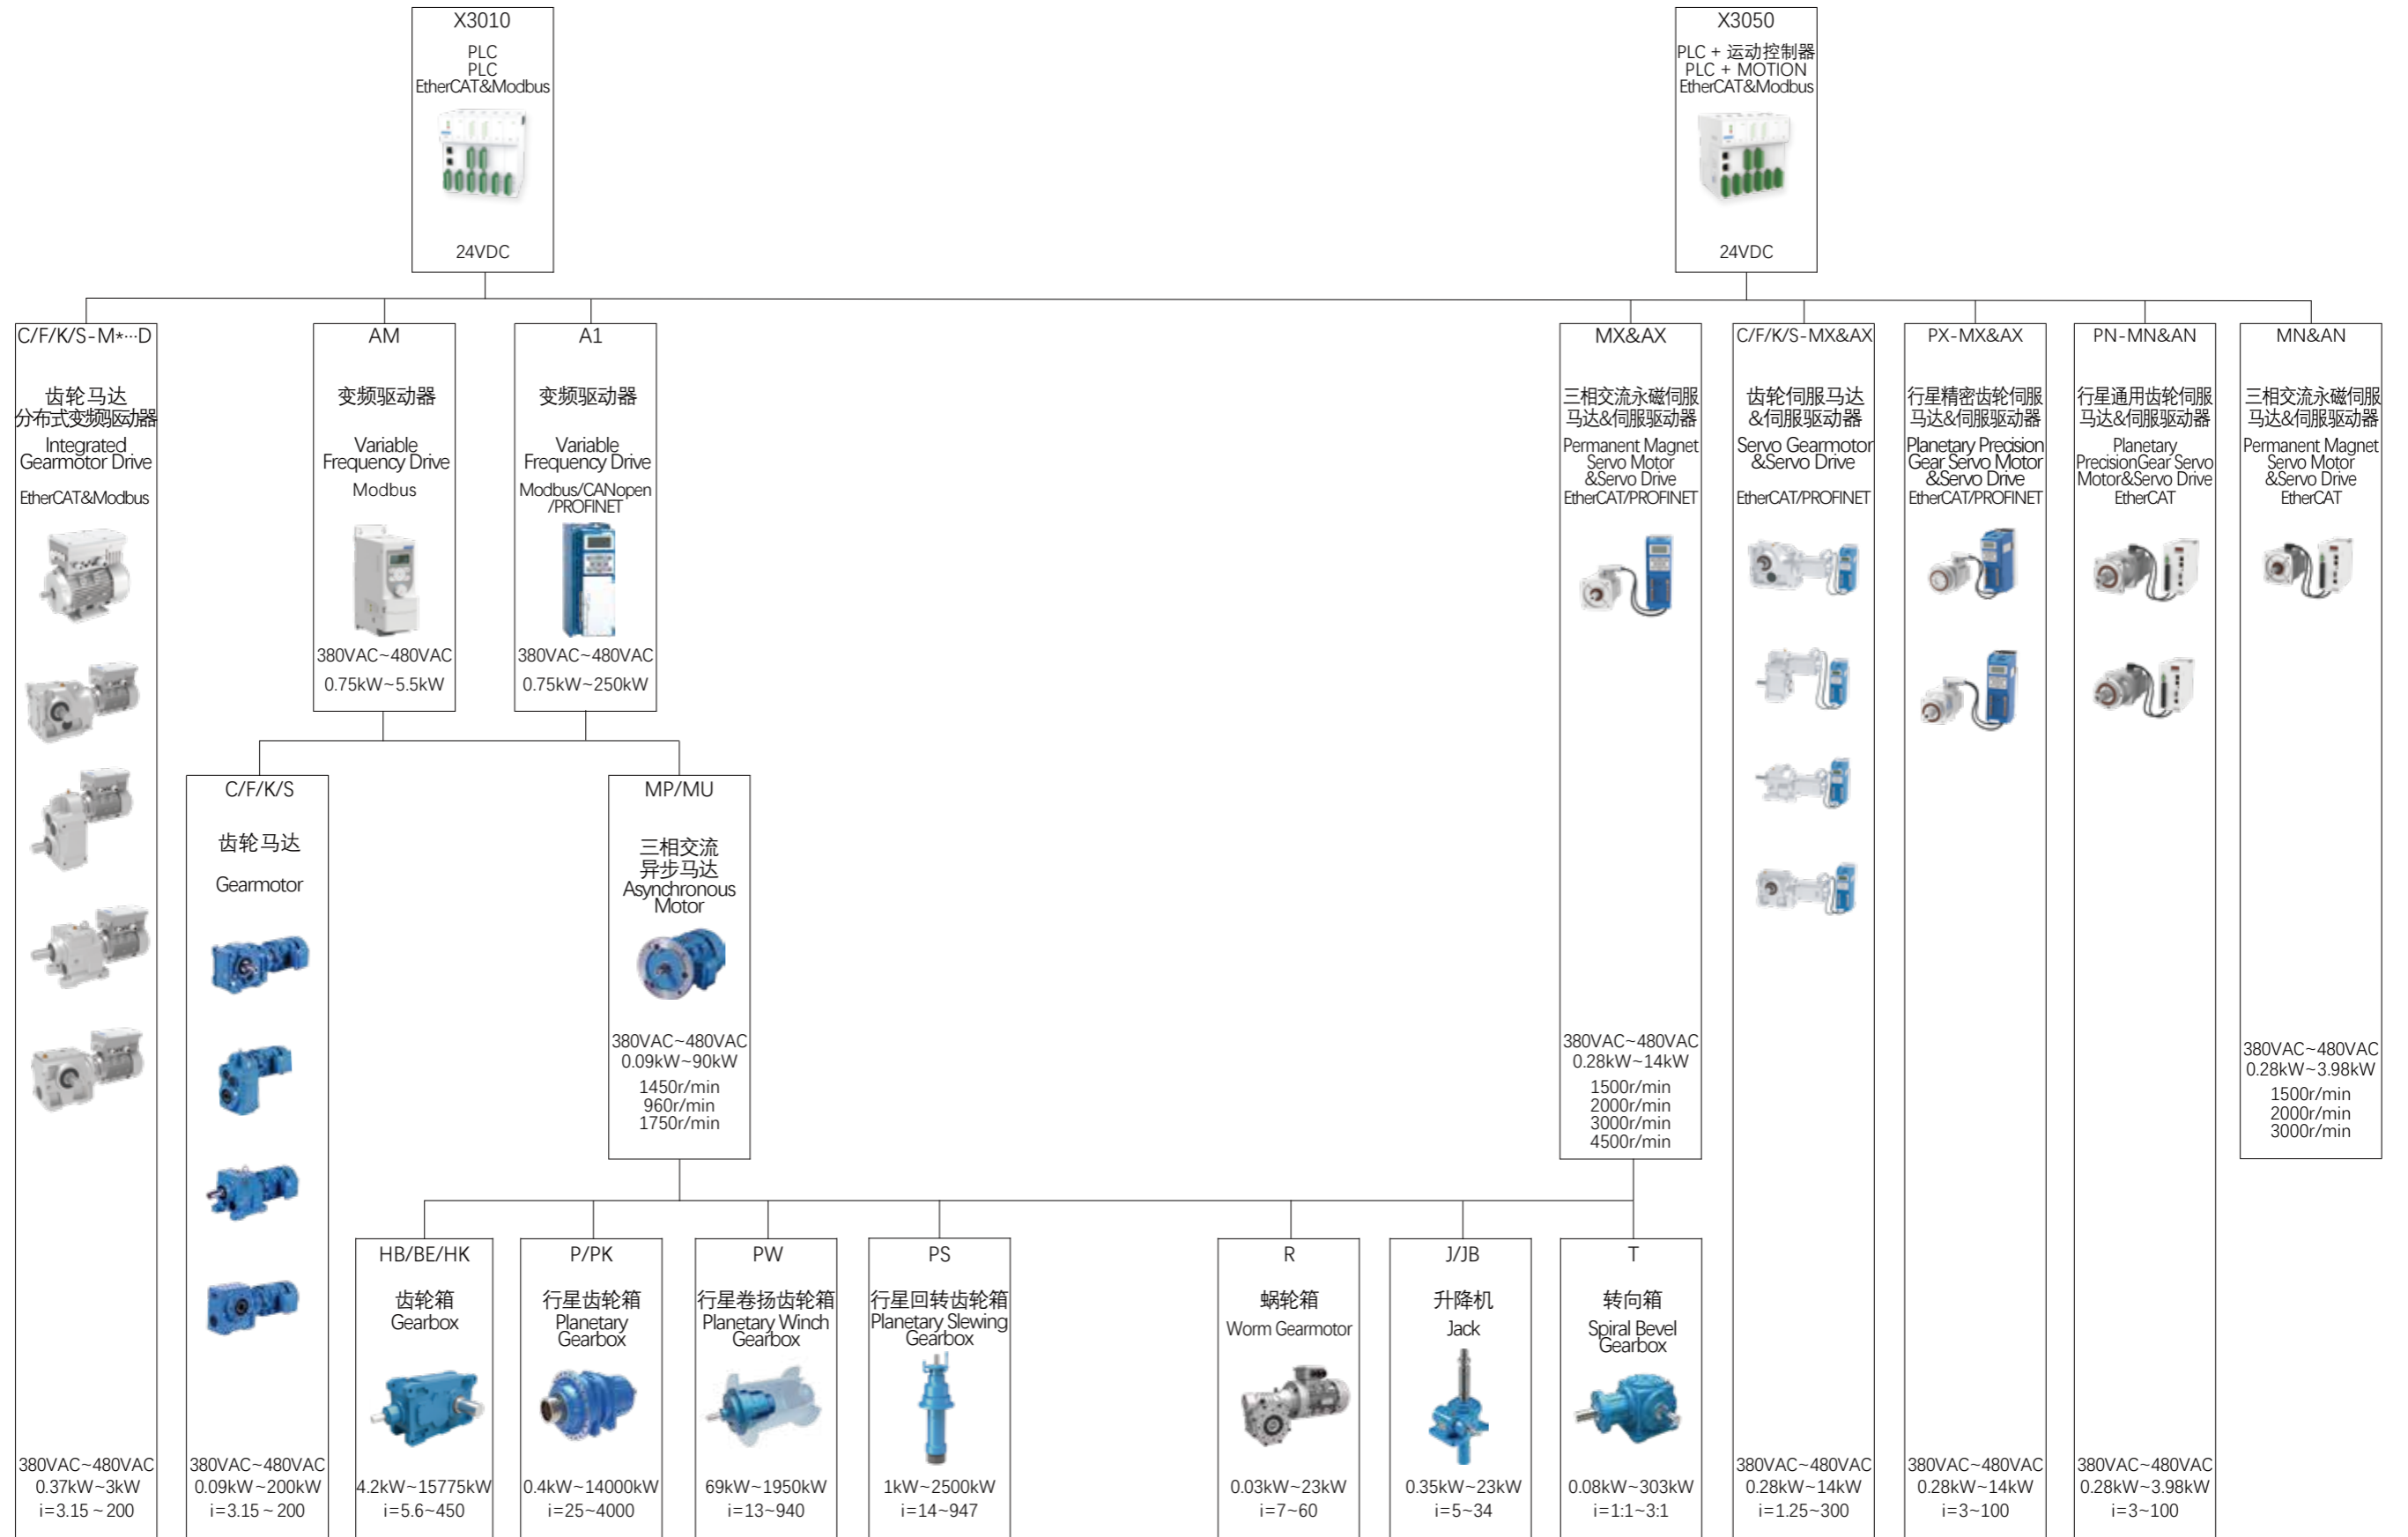 X3010
PLC
PLC
EtherCAT&Modbus
24VDC
X3050
PLC + 运动控制器
PLC + MOTION
EtherCAT&Modbus
24VDC
C/F/K/S-M*···D
齿轮马达
分布式变频驱动器
Integrated
Gearmotor Drive
EtherCAT&Modbus
380VAC~480VAC
0.37kW~3kW
i=3.15 ~ 200
AM
变频驱动器
Variable
Frequency Drive
Modbus
380VAC~480VAC
0.75kW~5.5kW
A1
变频驱动器
Variable
Frequency Drive
Modbus/CANopen
/PROFINET
380VAC~480VAC
0.75kW~250kW
C/F/K/S
齿轮马达
Gearmotor
380VAC~480VAC
0.09kW~200kW
i=3.15 ~ 200
MP/MU
三相交流
异步马达
Asynchronous
Motor
380VAC~480VAC
0.09kW~90kW
1450r/min
960r/min
1750r/min
MX&AX
三相交流永磁伺服
马达&伺服驱动器
Permanent Magnet
Servo Motor
&Servo Drive
EtherCAT/PROFINET
380VAC~480VAC
0.28kW~14kW
1500r/min
2000r/min
3000r/min
4500r/min
C/F/K/S-MX&AX
齿轮伺服马达
&伺服驱动器
Servo Gearmotor
&Servo Drive
EtherCAT/PROFINET
380VAC~480VAC
0.28kW~14kW
i=1.25~300
PX-MX&AX
行星精密齿轮伺服
马达&伺服驱动器
Planetary Precision
Gear Servo Motor
&Servo Drive
EtherCAT/PROFINET
380VAC~480VAC
0.28kW~14kW
i=3~100
PN-MN&AN
行星通用齿轮伺服
马达&伺服驱动器
Planetary
PrecisionGear Servo
Motor&Servo Drive
EtherCAT
380VAC~480VAC
0.28kW~3.98kW
i=3~100
MN&AN
三相交流永磁伺服
马达&伺服驱动器
Permanent Magnet
Servo Motor
&Servo Drive
EtherCAT
380VAC~480VAC
0.28kW~3.98kW
1500r/min
2000r/min
3000r/min
HB/BE/HK
齿轮箱
Gearbox
4.2kW~15775kW
i=5.6~450
P/PK
行星齿轮箱
Planetary
Gearbox
0.4kW~14000kW
i=25~4000
PW
行星卷扬齿轮箱
Planetary Winch
Gearbox
69kW~1950kW
i=13~940
PS
行星回转齿轮箱
Planetary Slewing
Gearbox
1kW~2500kW
i=14~947
R
蜗轮箱
Worm Gearmotor
0.03kW~23kW
i=7~60
J/JB
升降机
Jack
0.35kW~23kW
i=5~34
T
转向箱
Spiral Bevel
Gearbox
0.08kW~303kW
i=1:1~3:1